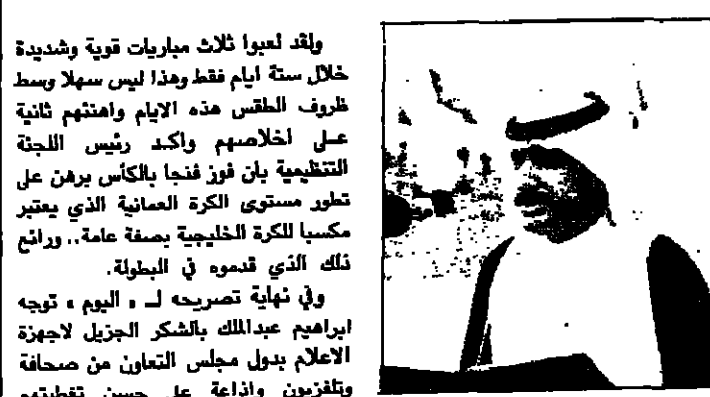 ولقد لعبوا ثلاث مباريات قوية وشديدة
خلال ستة ايام فقط وهذا ليس سهلا وسط
ظروف الطقس هذه الايام واهنئهم ثانية
على اخلاصهم واكد رئيس اللجنة
التنظيمية بأن فوز فنجا بالكأس برهن على
تطور مستوى الكرة العمانية الذي يعتبر
مكسبا للكرة الخليجية بصفة عامة.. ورائع
ذلك الذي قدموه في البطولة.
وفي نهاية تصريحه لــ «اليوم» توجه
ابراهيم عبدالملك بالشكر الجزيل لاجهزة
الاعلام بدول مجلس التعاون من صحافة
وتلفزيون واذاعة على حسن تغطيتهم